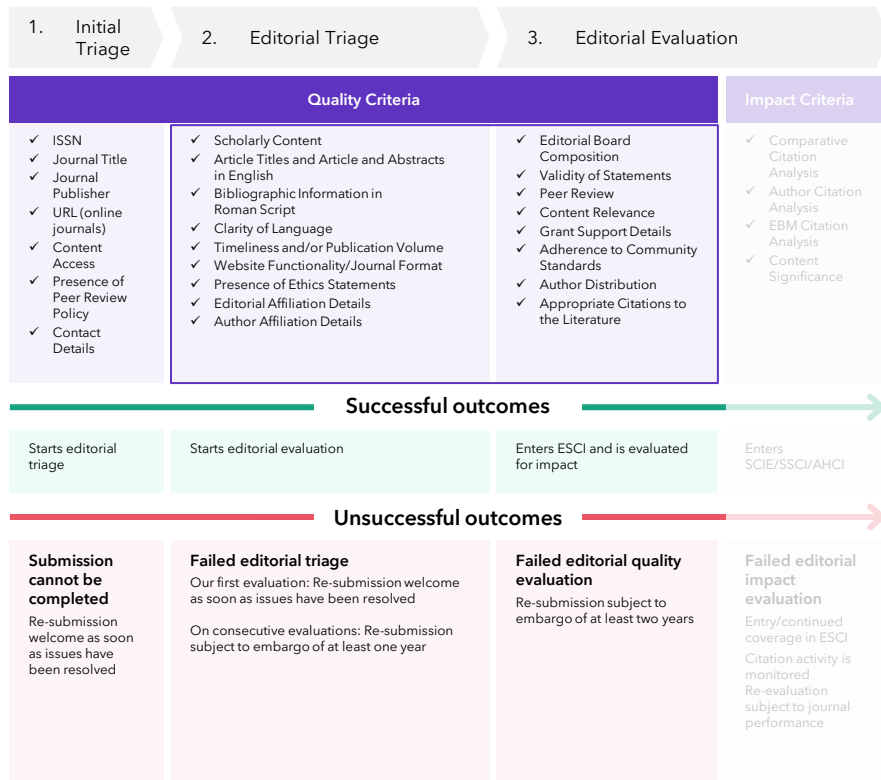 1. Initial
Triage
2. Editorial Triage
3. Editorial Evaluation
Quality Criteria
Impact Criteria
✓ ISSN
✓ Journal Title
✓ Journal
Publisher
✓ URL (online
journals)
✓ Content
Access
✓ Presence of
Peer Review
Policy
✓ Contact
Details
✓ Scholarly Content
✓ Article Titles and Article and Abstracts
in English
✓ Bibliographic Information in
Roman Script
✓ Clarity of Language
✓ Timeliness and/or Publication Volume
✓ Website Functionality/Journal Format
✓ Presence of Ethics Statements
✓ Editorial Affiliation Details
✓ Author Affiliation Details
✓ Editorial Board
Composition
✓ Validity of Statements
✓ Peer Review
✓ Content Relevance
✓ Grant Support Details
✓ Adherence to Community
Standards
✓ Author Distribution
✓ Appropriate Citations to
the Literature
✓ Comparative
Citation
Analysis
✓ Author Citation
Analysis
✓ EBM Citation
Analysis
✓ Content
Significance
Successful outcomes
Starts editorial
triage
Starts editorial evaluation
Enters ESCI and is evaluated
for impact
Enters
SCIE/SSCI/AHCI
Unsuccessful outcomes
Submission
cannot be
completed
Re-submission
welcome as soon
as issues have
been resolved
Failed editorial triage
Our first evaluation: Re-submission welcome
as soon as issues have been resolved
On consecutive evaluations: Re-submission
subject to embargo of at least one year
Failed editorial quality
evaluation
Re-submission subject to
embargo of at least two years
Failed editorial
impact
evaluation
Entry/continued
coverage in ESCI
Citation activity is
monitored
Re-evaluation
subject to journal
performance